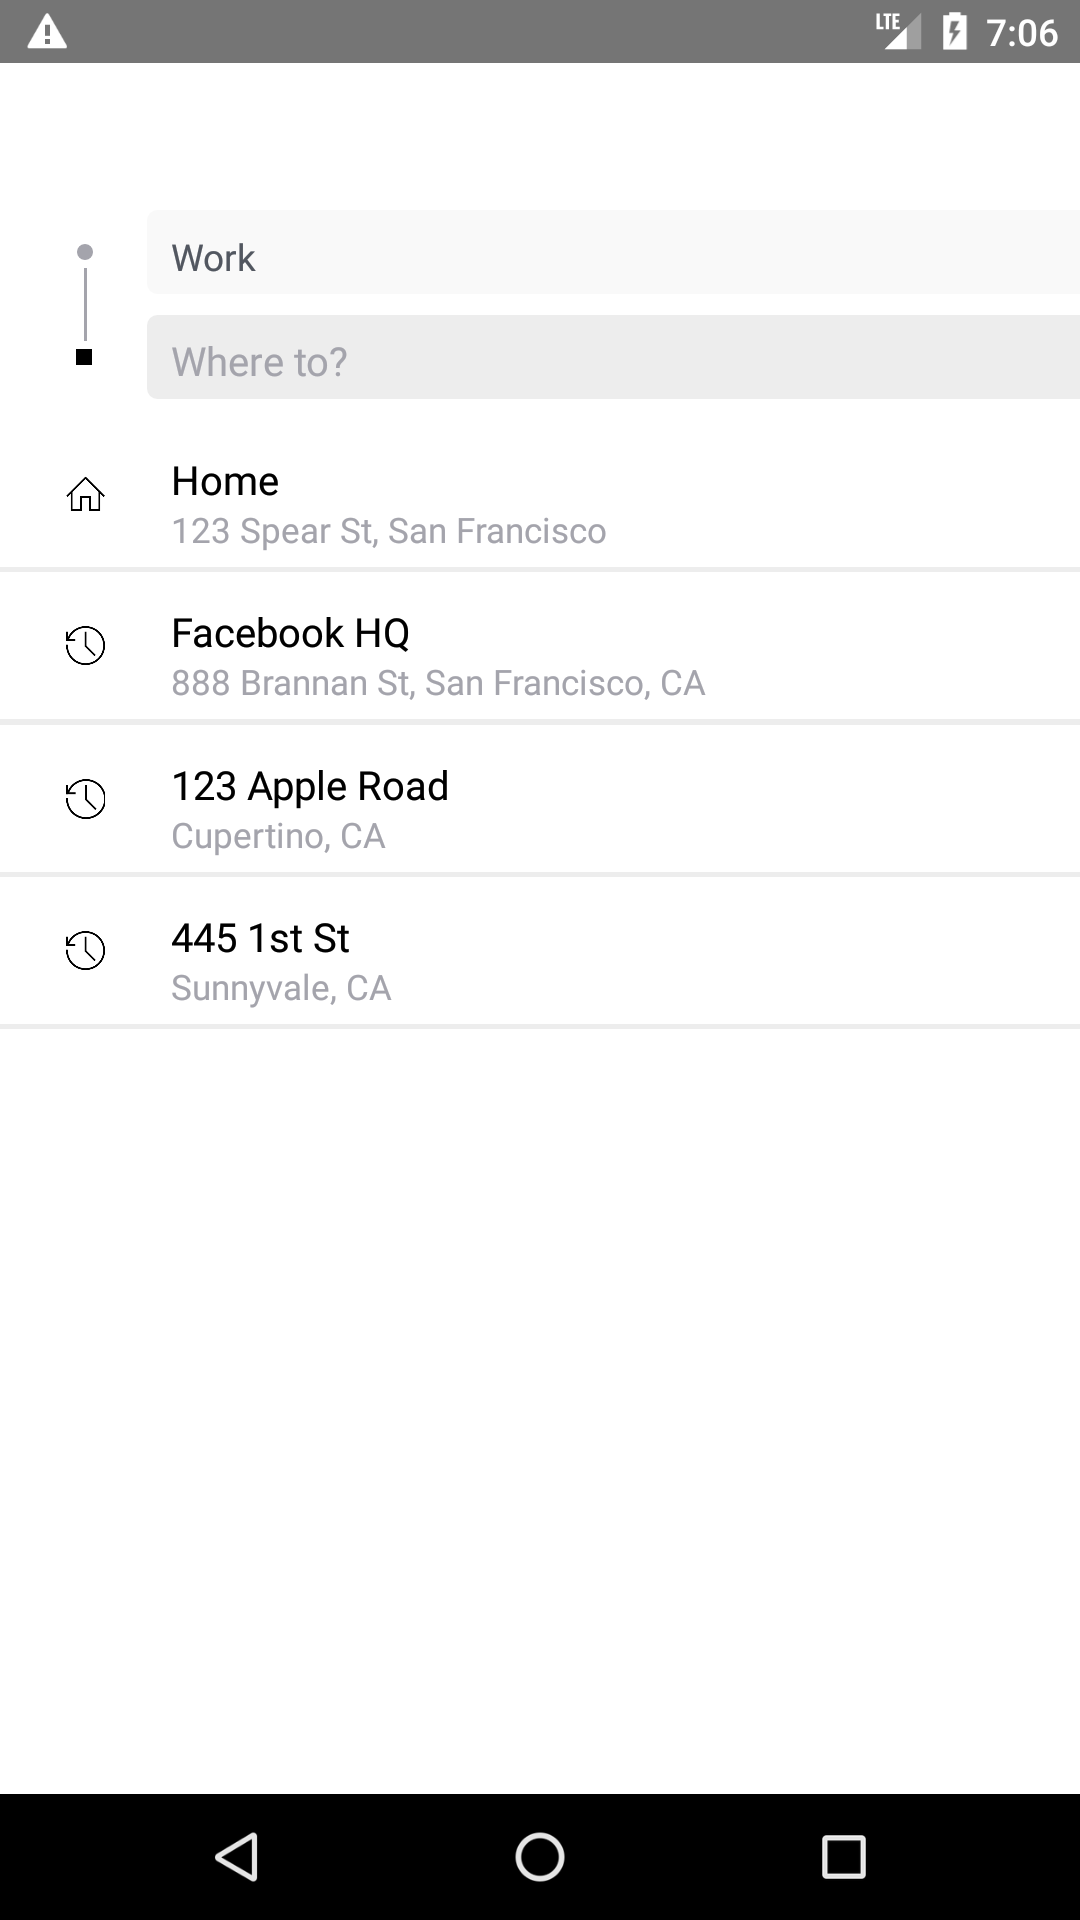 LTE 7:06
Work
Where to?
Home
123 Spear St, San Francisco
Facebook HQ
888 Brannan St, San Francisco, CA
123 Apple Road
Cupertino, CA
445 1st St
Sunnyvale, CA